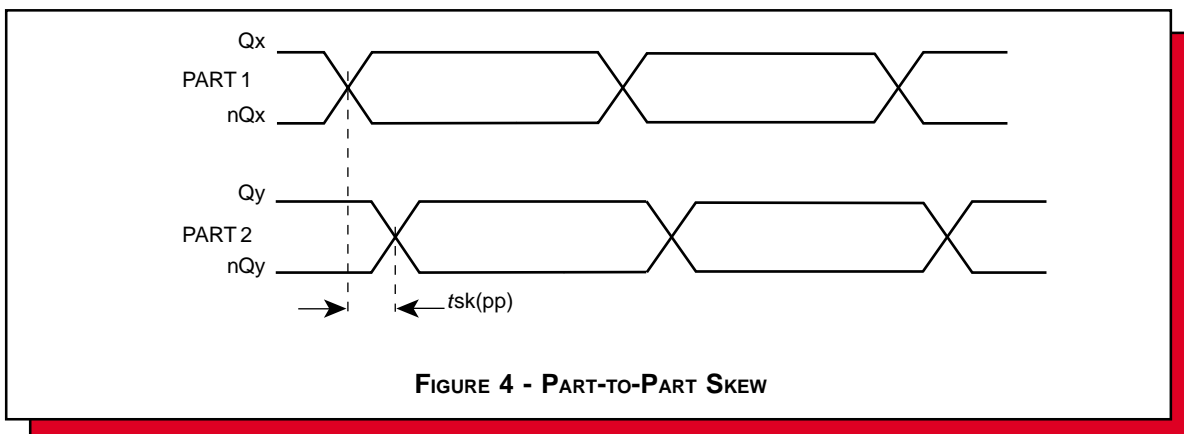 Qx
PART 1
nQx
Qy
PART 2
nQy
tsk(pp)
FIGURE 4 - PART-TO-PART SKEW